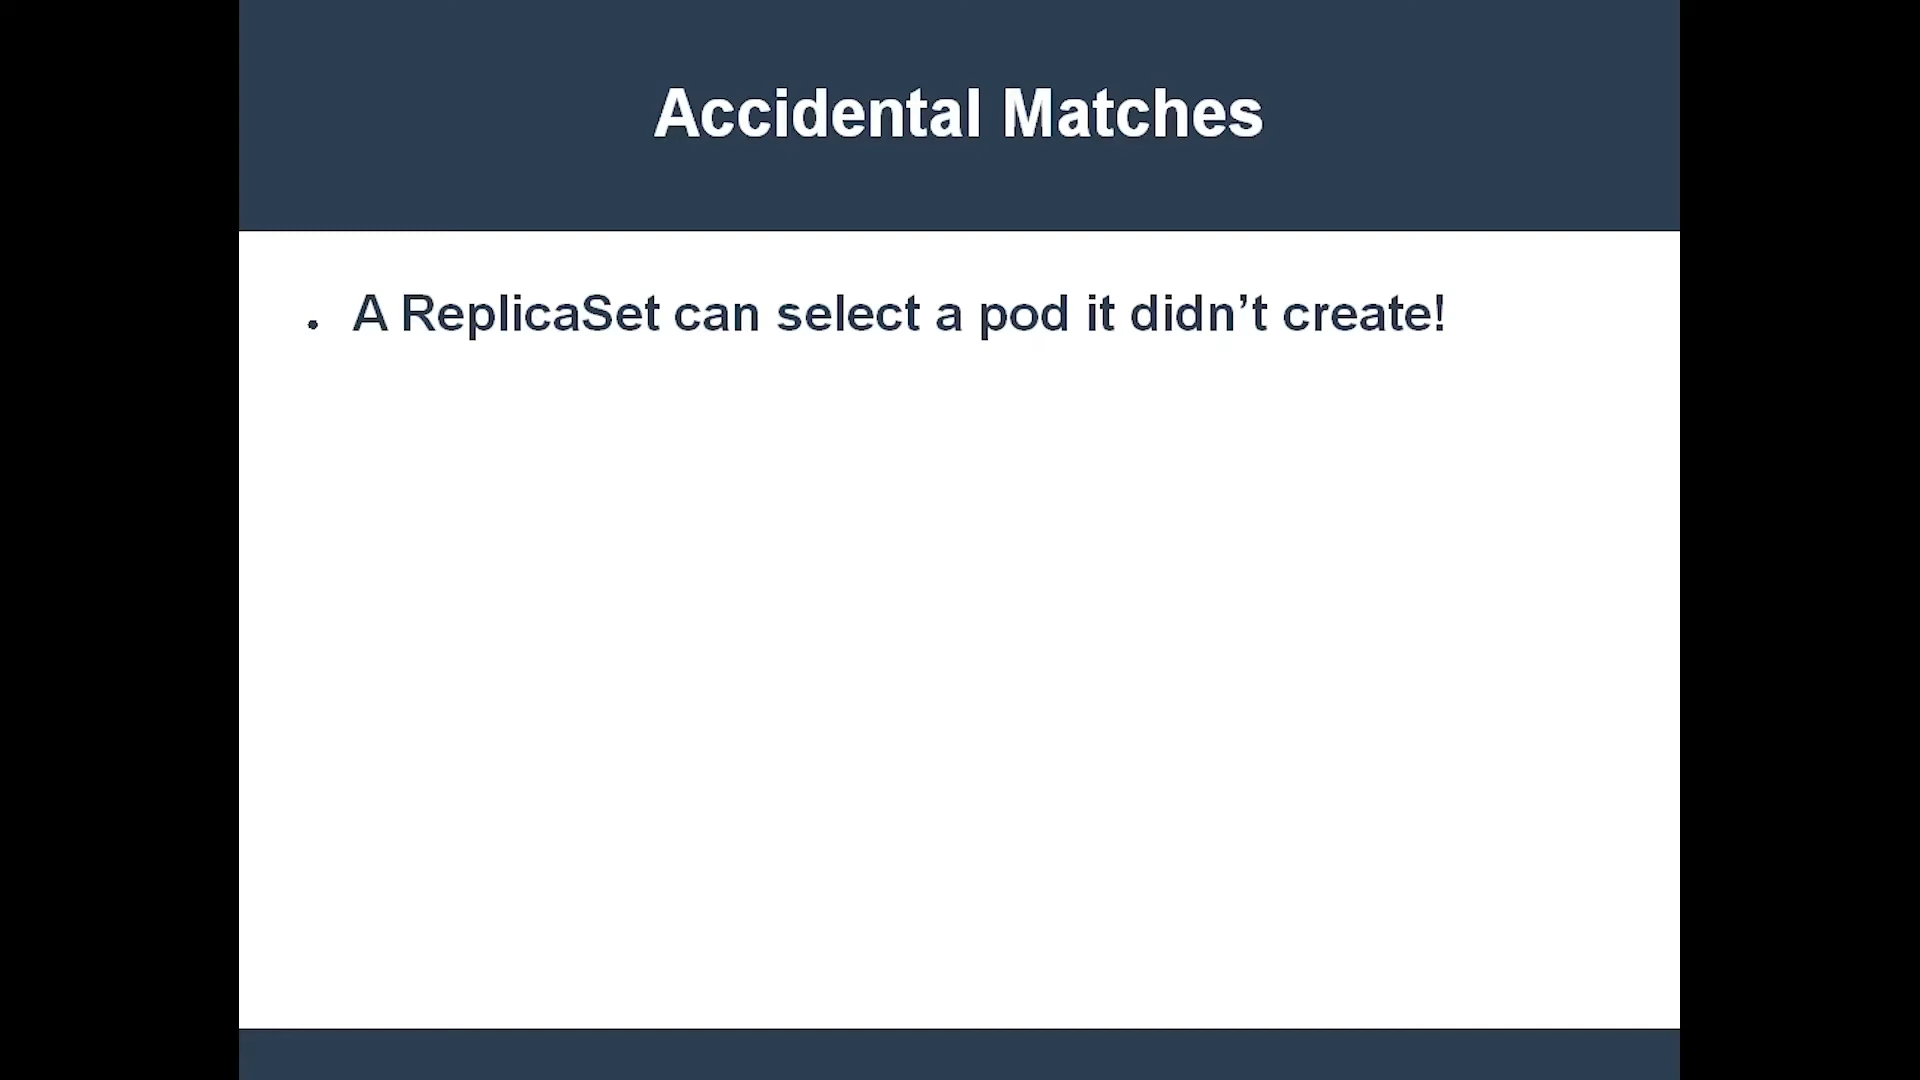 Accidental Matches
• A ReplicaSet can select a pod it didn’t create!